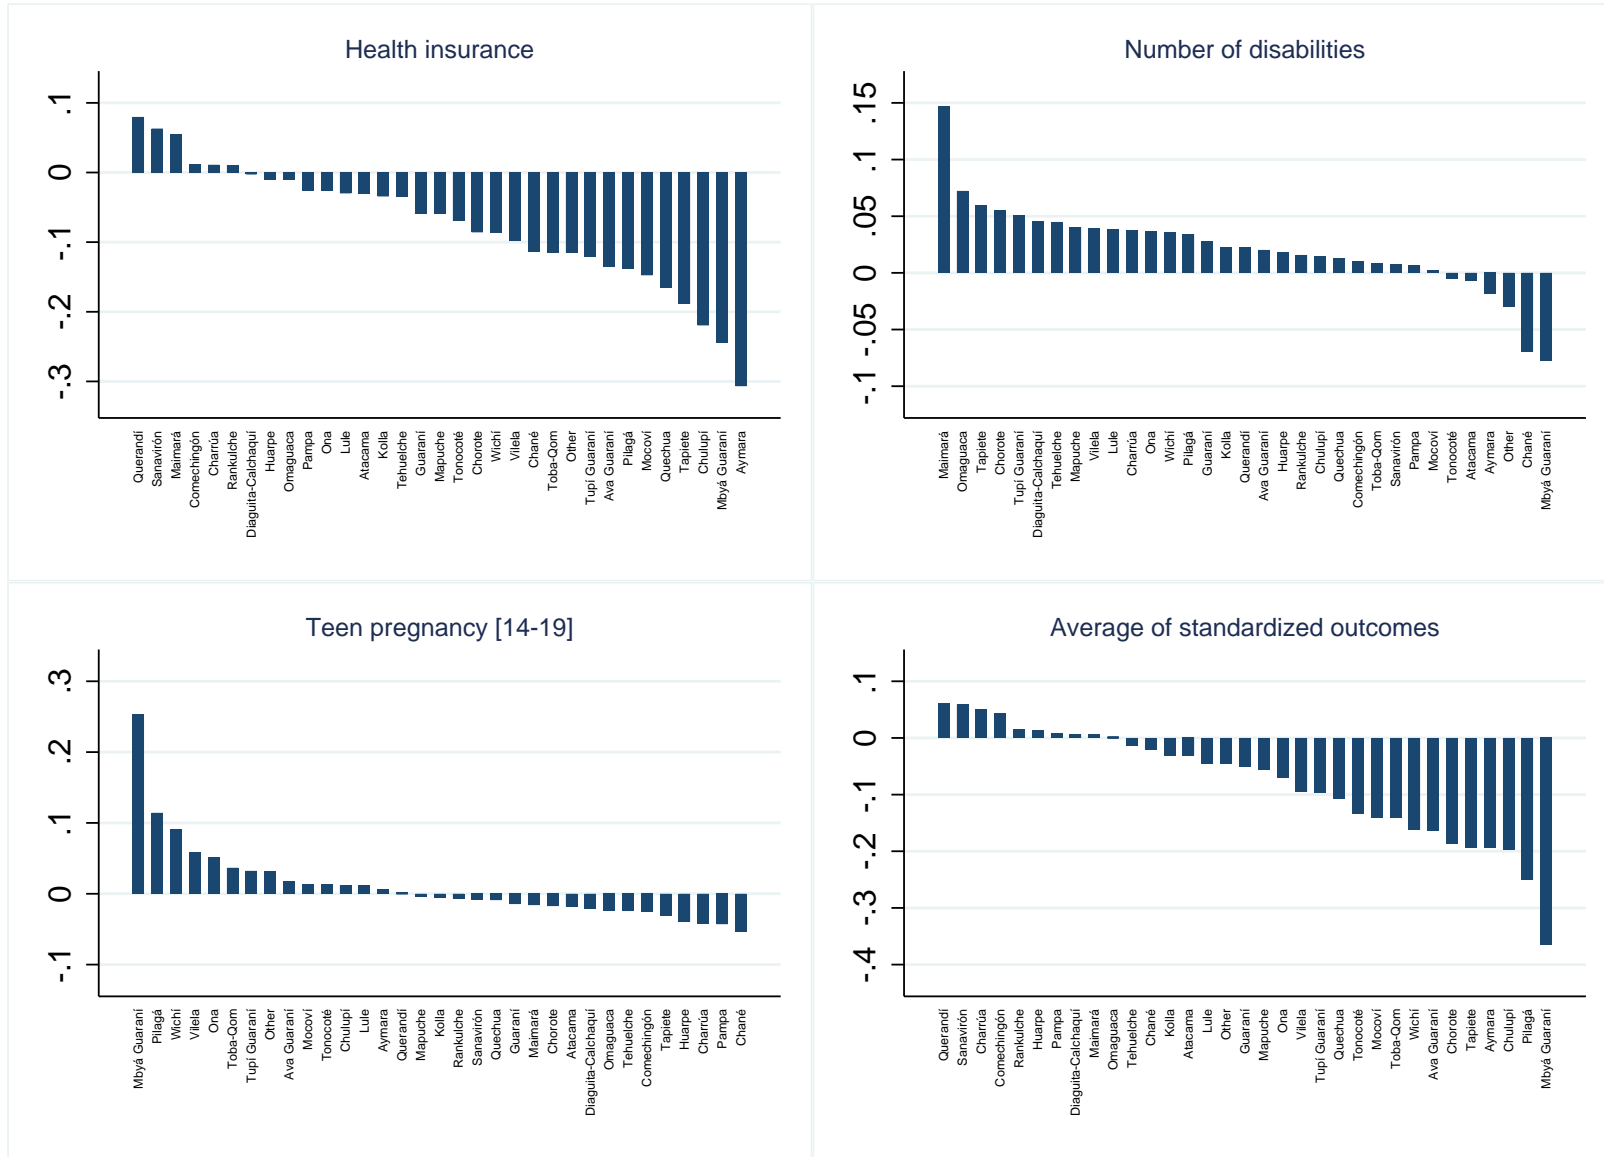 Health insurance
.1
0
-.1
-.2
-.3
Querandí
Sanavirón
Maimará
Comechingón
Charrúa
Rankulche
Diaguita-Calchaquí
Huarpe
Omaguaca
Pampa
Ona
Lule
Atacama
Kolla
Tehuelche
Guaraní
Mapuche
Tonocoté
Chorote
Wichí
Vilela
Chané
Toba-Qom
Other
Tupí Guaraní
Ava Guaraní
Pilagá
Mocoví
Quechua
Tapiete
Chulupí
Mbyá Guaraní
Aymara
Number of disabilities
.15
.1
.05
0
-.05
-.1
Maimará
Omaguaca
Tapiete
Chorote
Tupí Guaraní
Diaguita-Calchaquí
Tehuelche
Mapuche
Vilela
Lule
Charrúa
Ona
Wichí
Pilagá
Guaraní
Kolla
Querandí
Ava Guaraní
Huarpe
Rankulche
Chulupí
Quechua
Comechingón
Toba-Qom
Sanavirón
Pampa
Mocoví
Tonocoté
Atacama
Aymara
Other
Chané
Mbyá Guaraní
Teen pregnancy [14-19]
.3
.2
.1
0
-.1
Mbyá Guaraní
Pilagá
Wichí
Vilela
Ona
Toba-Qom
Tupí Guaraní
Other
Ava Guaraní
Mocoví
Tonocoté
Chulupí
Lule
Aymara
Querandí
Mapuche
Kolla
Rankulche
Sanavirón
Quechua
Guaraní
Maimará
Chorote
Atacama
Diaguita-Calchaquí
Omaguaca
Tehuelche
Comechingón
Tapiete
Huarpe
Charrúa
Pampa
Chané
Average of standardized outcomes
.1
0
-.1
-.2
-.3
-.4
Querandí
Sanavirón
Charrúa
Comechingón
Rankulche
Huarpe
Pampa
Diaguita-Calchaquí
Maimará
Omaguaca
Tehuelche
Chané
Kolla
Atacama
Lule
Other
Guaraní
Mapuche
Ona
Vilela
Tupí Guaraní
Quechua
Tonocoté
Mocoví
Toba-Qom
Wichí
Ava Guaraní
Chorote
Tapiete
Aymara
Chulupí
Pilagá
Mbyá Guaraní